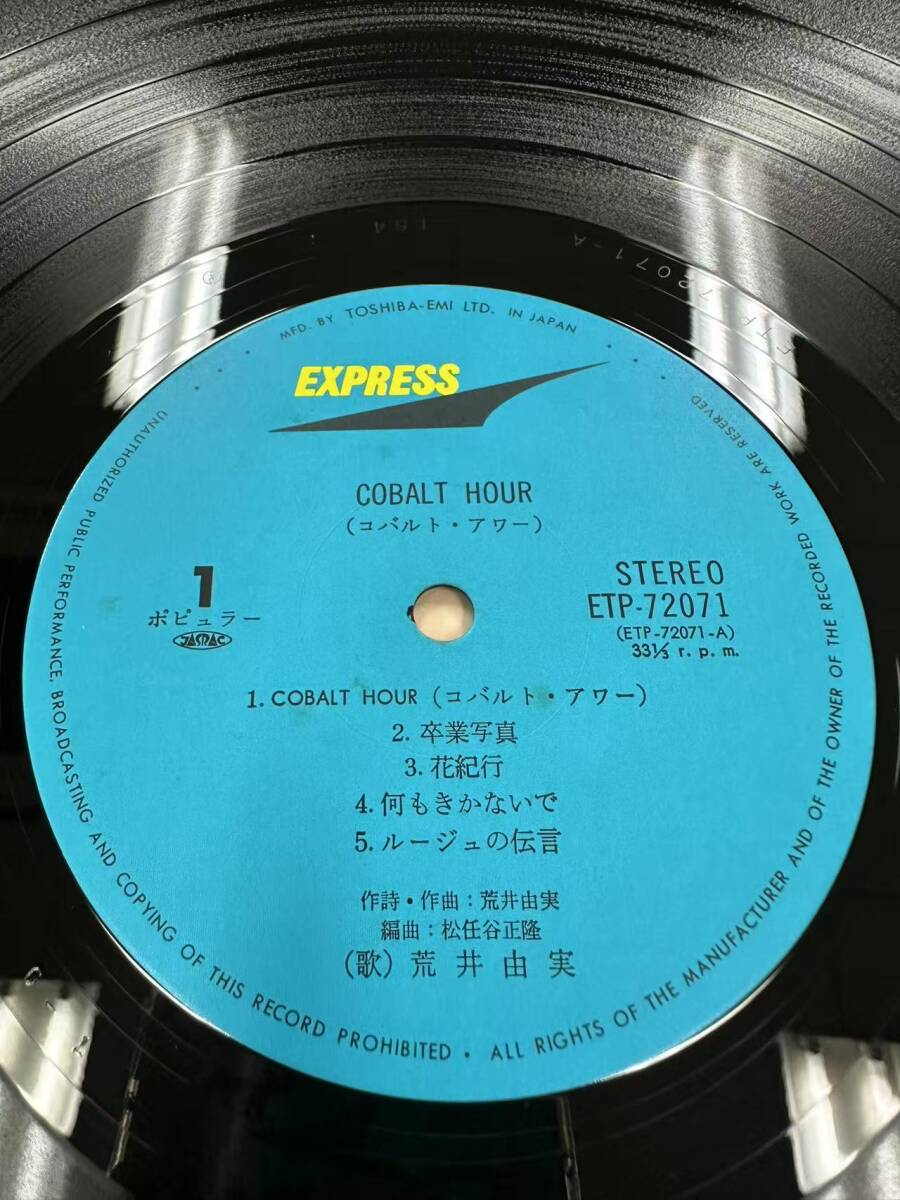 MFD. BY TOSHIBA-EMI LTD. IN JAPAN
EXPRESS
COBALT HOUR
(コバルト・アワー)
1
ポピュラー
JASRAC
STEREO
ETP-72071
(ETP-72071-A)
33⅓ r. p. m.
1. COBALT HOUR (コバルト・アワー)
2. 卒業写真
3. 花紀行
4. 何もきかないで
5. ルージュの伝言
作詩・作曲：荒井由実
編曲：松任谷正隆
(歌) 荒井由実
UNAUTHORIZED PUBLIC PERFORMANCE, BROADCASTING AND COPYING OF THIS RECORD PROHIBITED • ALL RIGHTS OF THE MANUFACTURER AND OF THE OWNER OF THE RECORDED WORK ARE RESERVED
72071-A